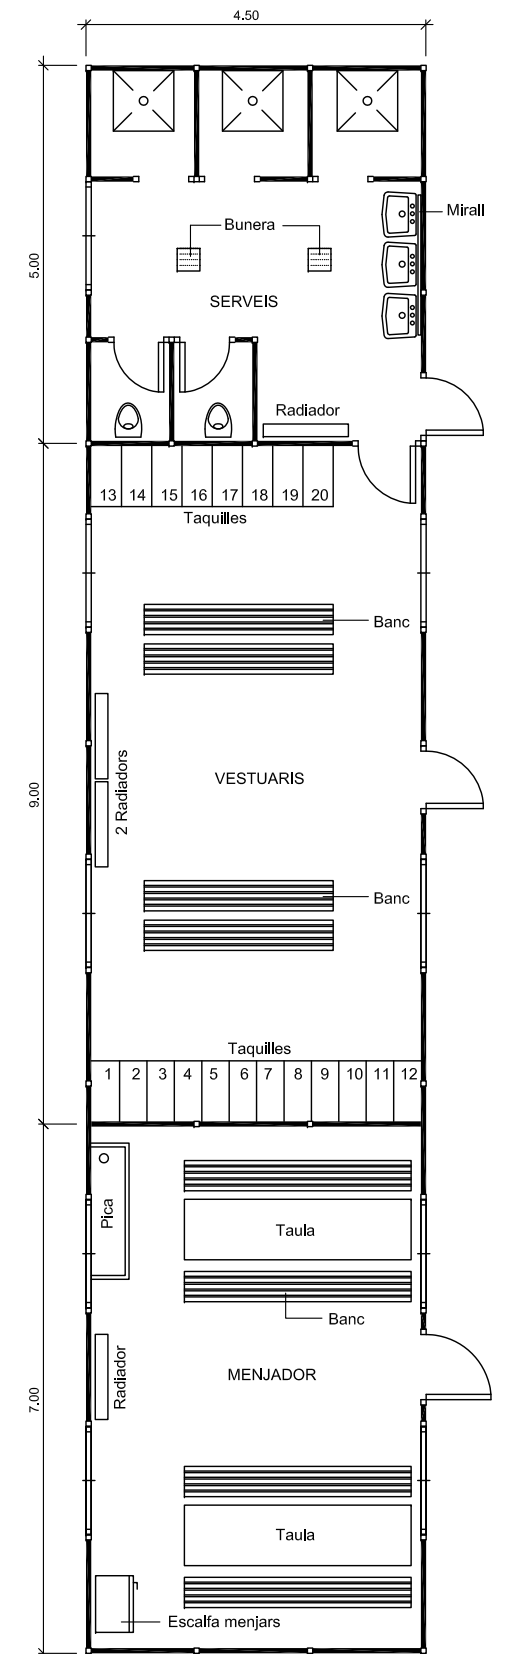 4.50
Mirall
Bunera
5.00
SERVEIS
Radiador
13 14 15 16 17 18 19 20
Taquilles
Banc
2 Radiadors
VESTUARIS
9.00
Banc
Taquilles
1 2 3 4 5 6 7 8 9 10 11 12
Pica
Taula
Banc
Radiador
MENJADOR
7.00
Taula
Escalfa menjars